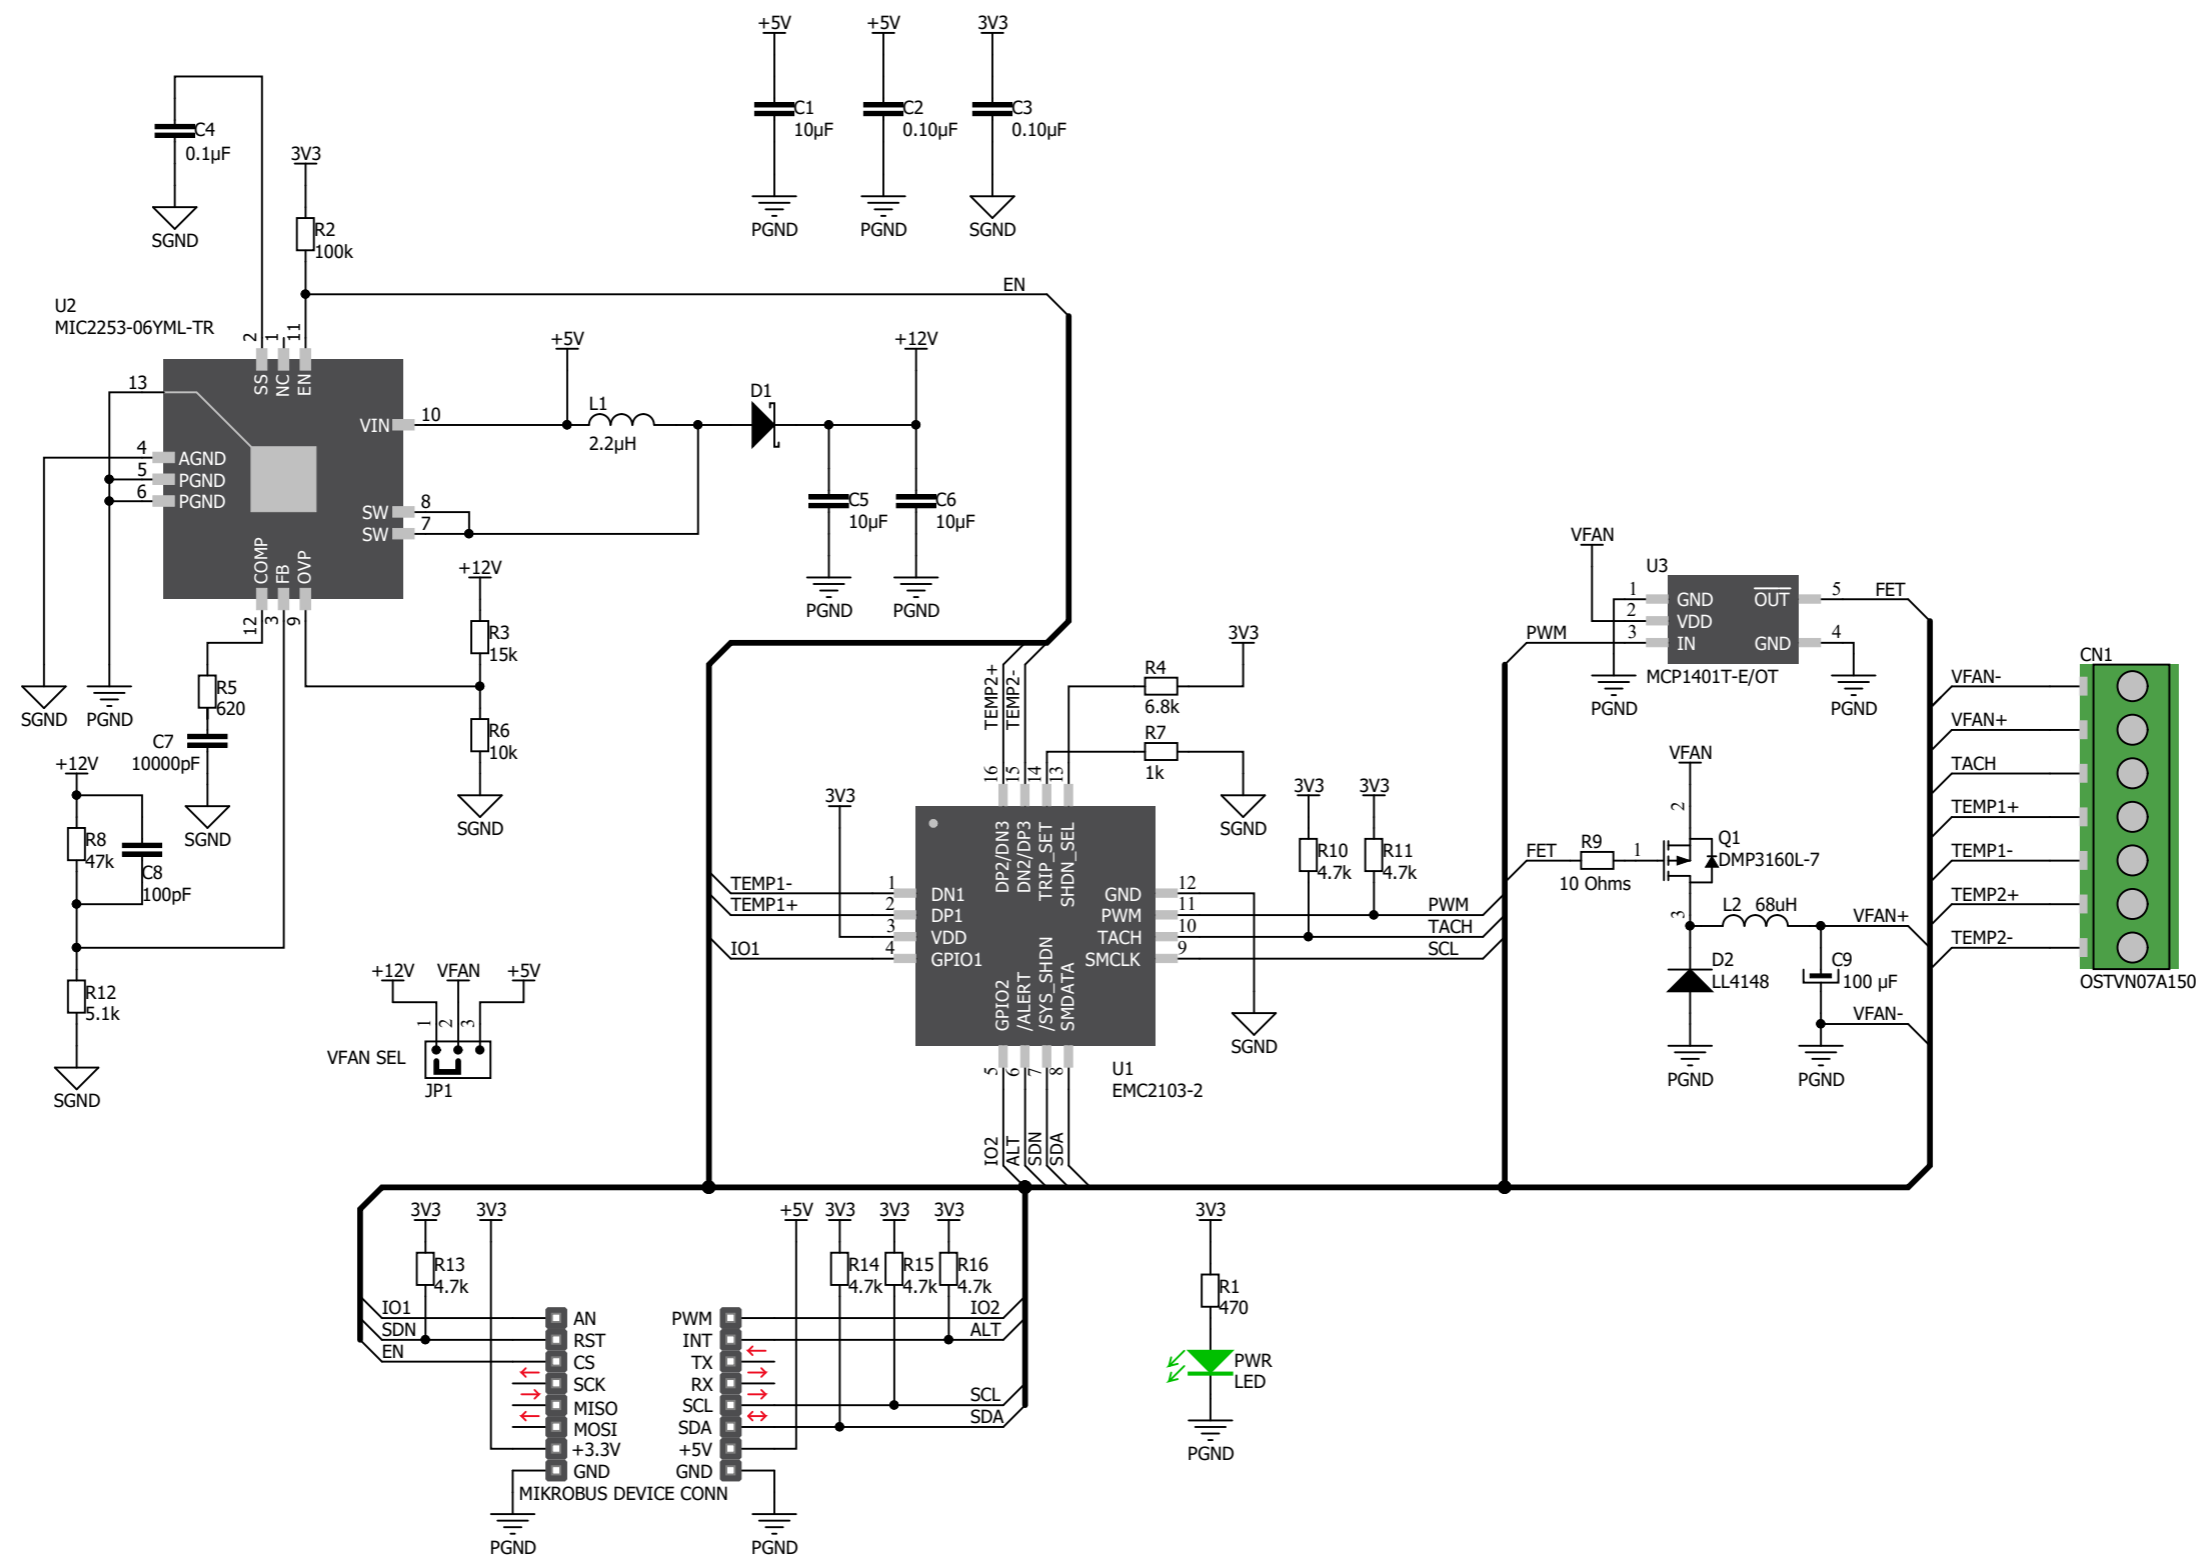 +5V
+5V
3V3
C1
10µF
C2
0.10µF
C3
0.10µF
PGND
PGND
SGND
C4
0.1µF
SGND
3V3
R2
100k
EN
U2
MIC2253-06YML-TR
2
1
11
SS
NC
EN
13
4
AGND
5
PGND
6
PGND
VIN
10
SW
8
SW
7
COMP
FB
OVP
12
3
9
+5V
L1
2.2µH
D1
+12V
C5
10µF
C6
10µF
PGND
PGND
SGND
PGND
R5
620
C7
10000pF
SGND
+12V
R3
15k
R6
10k
SGND
+12V
R8
47k
C8
100pF
R12
5.1k
SGND
+12V
VFAN
+5V
1
2
3
VFAN SEL
JP1
TEMP2+
TEMP2-
R4
6.8k
3V3
R7
1k
SGND
16
15
14
13
3V3
DP2/DN3
DN2/DP3
TRIP_SET
SHDN_SEL
TEMP1-
1
DN1
TEMP1+
2
DP1
3
VDD
IO1
4
GPIO1
GND
12
PWM
11
PWM
TACH
10
TACH
SMCLK
9
SCL
GPIO2
/ALERT
/SYS_SHDN
SMDATA
5
6
7
8
IO2
ALT
SDN
SDA
U1
EMC2103-2
SGND
3V3
3V3
R10
4.7k
R11
4.7k
VFAN
U3
1
GND
2
VDD
PWM
3
IN
OUT
5
FET
GND
4
PGND
MCP1401T-E/OT
PGND
VFAN
2
FET
R9
10 Ohms
1
Q1
DMP3160L-7
3
L2
68uH
VFAN+
D2
LL4148
C9
100 µF
VFAN-
PGND
PGND
CN1
VFAN-
VFAN+
TACH
TEMP1+
TEMP1-
TEMP2+
TEMP2-
OSTVN07A150
3V3
3V3
+5V
3V3
3V3
3V3
R13
4.7k
R14
4.7k
R15
4.7k
R16
4.7k
IO1
AN
PWM
IO2
SDN
RST
INT
ALT
EN
CS
TX
SCK
RX
MISO
SCL
SCL
MOSI
SDA
SDA
+3.3V
+5V
GND
GND
MIKROBUS DEVICE CONN
PGND
PGND
3V3
R1
470
PWR
LED
PGND